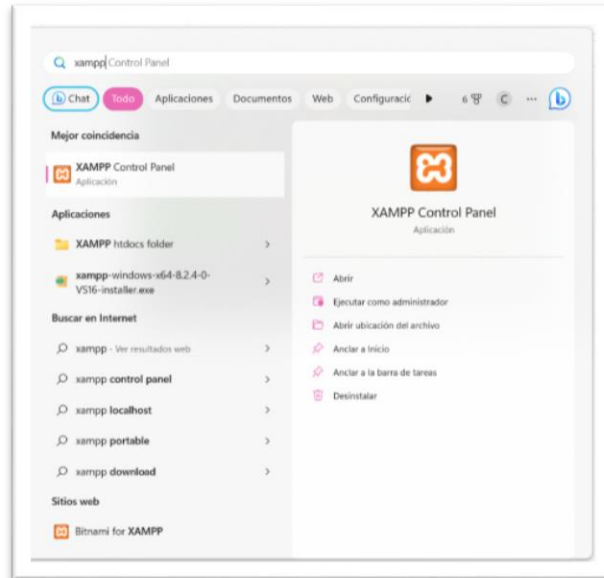 xampp Control Panel
Chat Todo Aplicaciones Documentos Web Configuració 6 C ...
Mejor coincidencia
XAMPP Control Panel
Aplicación
Aplicaciones
XAMPP htdocs folder
xampp-windows-x64-8.2.4-0-
VS16-installer.exe
Buscar en Internet
xampp - Ver resultados web
xampp control panel
xampp localhost
xampp portable
xampp download
Sitios web
Bitnami for XAMPP
XAMPP Control Panel
Aplicación
Abrir
Ejecutar como administrador
Abrir ubicación del archivo
Anclar a Inicio
Anclar a la barra de tareas
Desinstalar